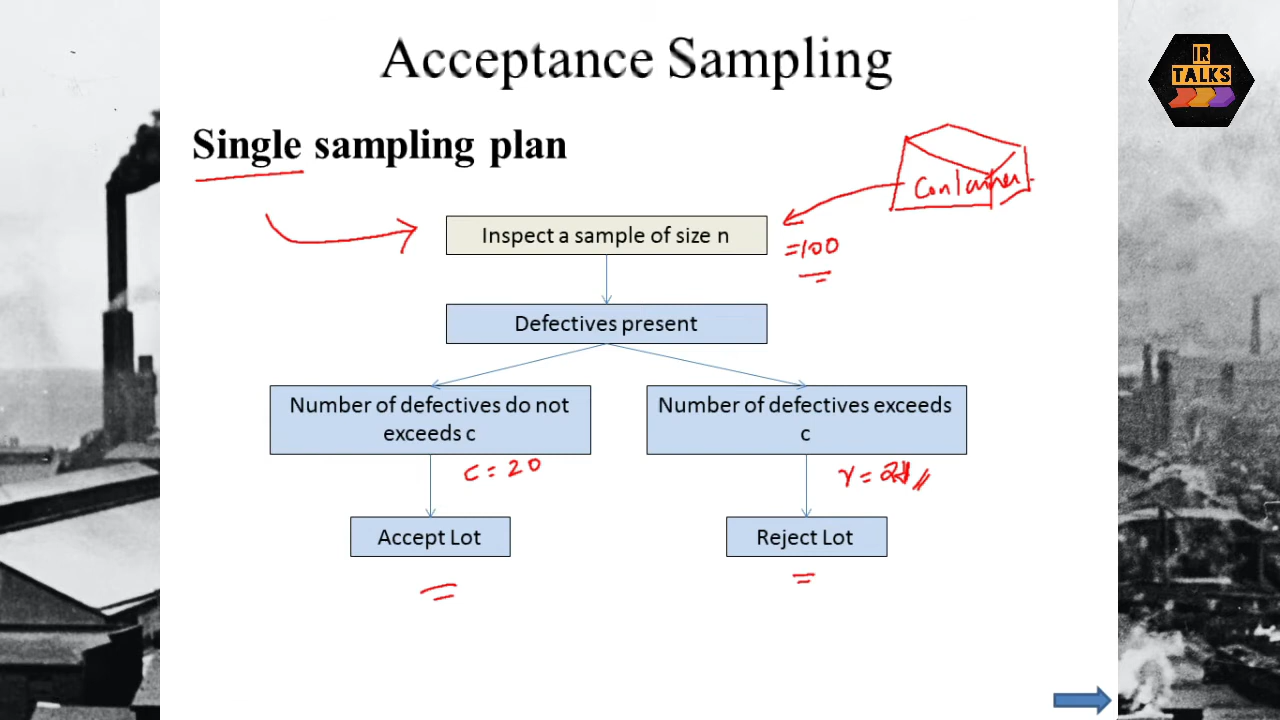 Acceptance Sampling
IR
TALKS
Single sampling plan
Container
Inspect a sample of size n
=100
Defectives present
Number of defectives do not
exceeds c
Number of defectives exceeds
c
c = 20
r = 21
Accept Lot
Reject Lot